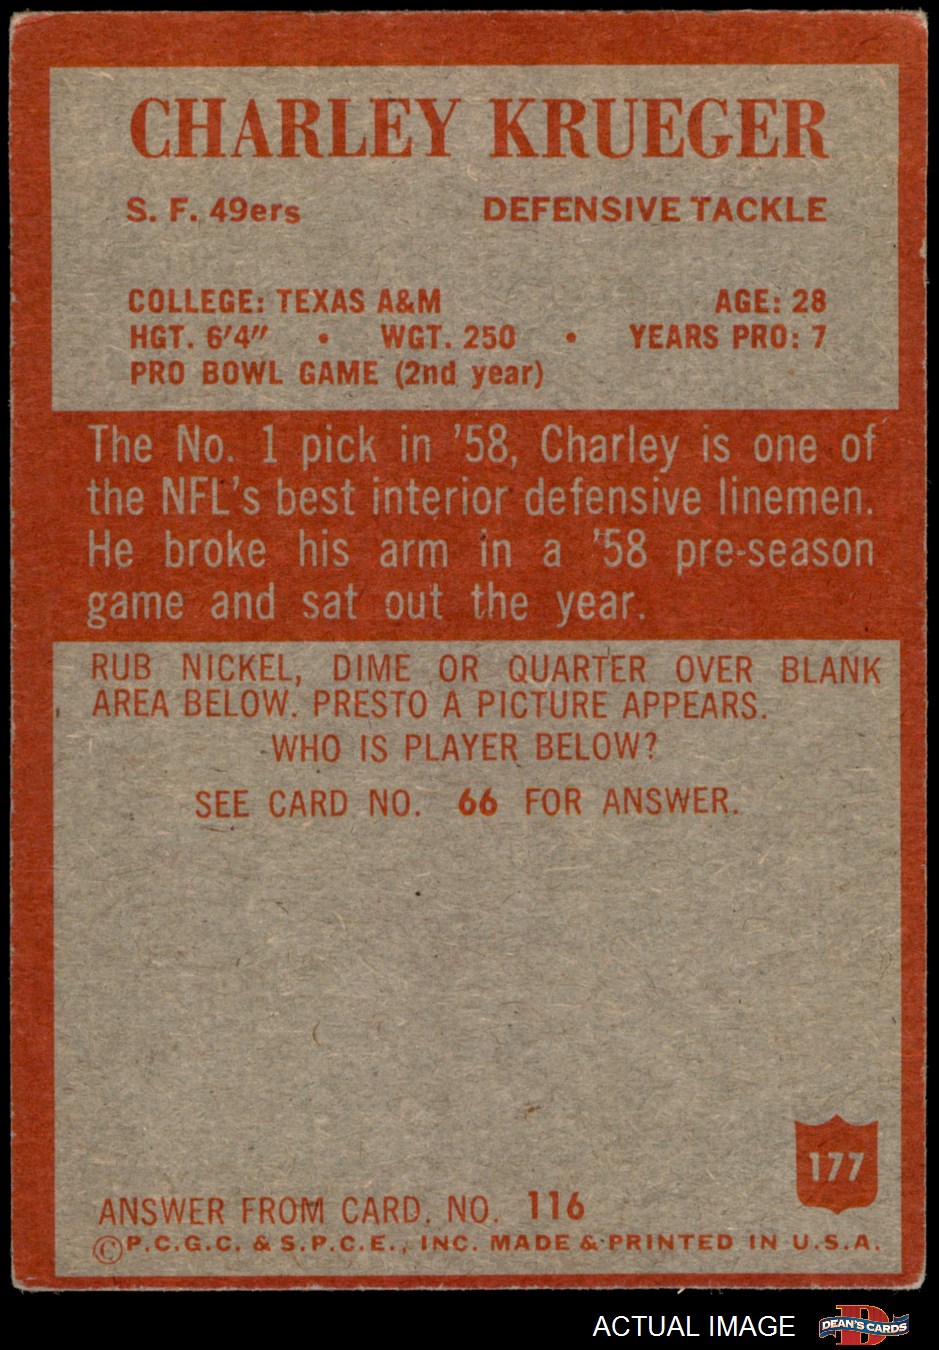 CHARLEY KRUEGER
S. F. 49ers DEFENSIVE TACKLE
COLLEGE: TEXAS A&M AGE: 28
HGT. 6'4" • WGT. 250 • YEARS PRO: 7
PRO BOWL GAME (2nd year)
The No. 1 pick in '58, Charley is one of
the NFL's best interior defensive linemen.
He broke his arm in a '58 pre-season
game and sat out the year.
RUB NICKEL, DIME OR QUARTER OVER BLANK
AREA BELOW. PRESTO A PICTURE APPEARS.
WHO IS PLAYER BELOW?
SEE CARD NO. 66 FOR ANSWER.
177
ANSWER FROM CARD. NO. 116
©P.C.G.C. & S.P.C.E., INC. MADE & PRINTED IN U.S.A.
ACTUAL IMAGE
D
DEAN'S CARDS